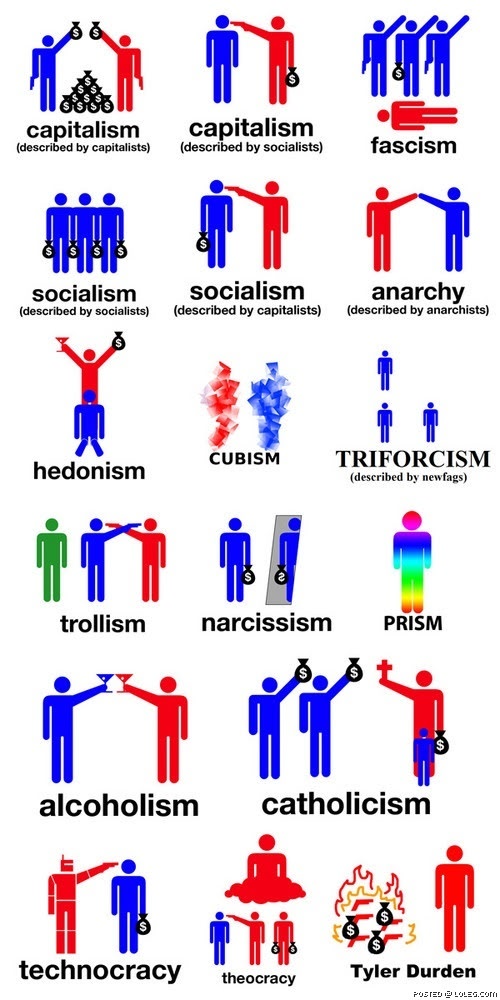 capitalism
(described by capitalists)
capitalism
(described by socialists)
fascism
socialism
(described by socialists)
socialism
(described by capitalists)
anarchy
(described by anarchists)
hedonism
CUBISM
TRIFORCISM
(described by newfags)
trollism
narcissism
PRISM
alcoholism
catholicism
technocracy
theocracy
Tyler Durden
POSTED @ LOLEG.COM